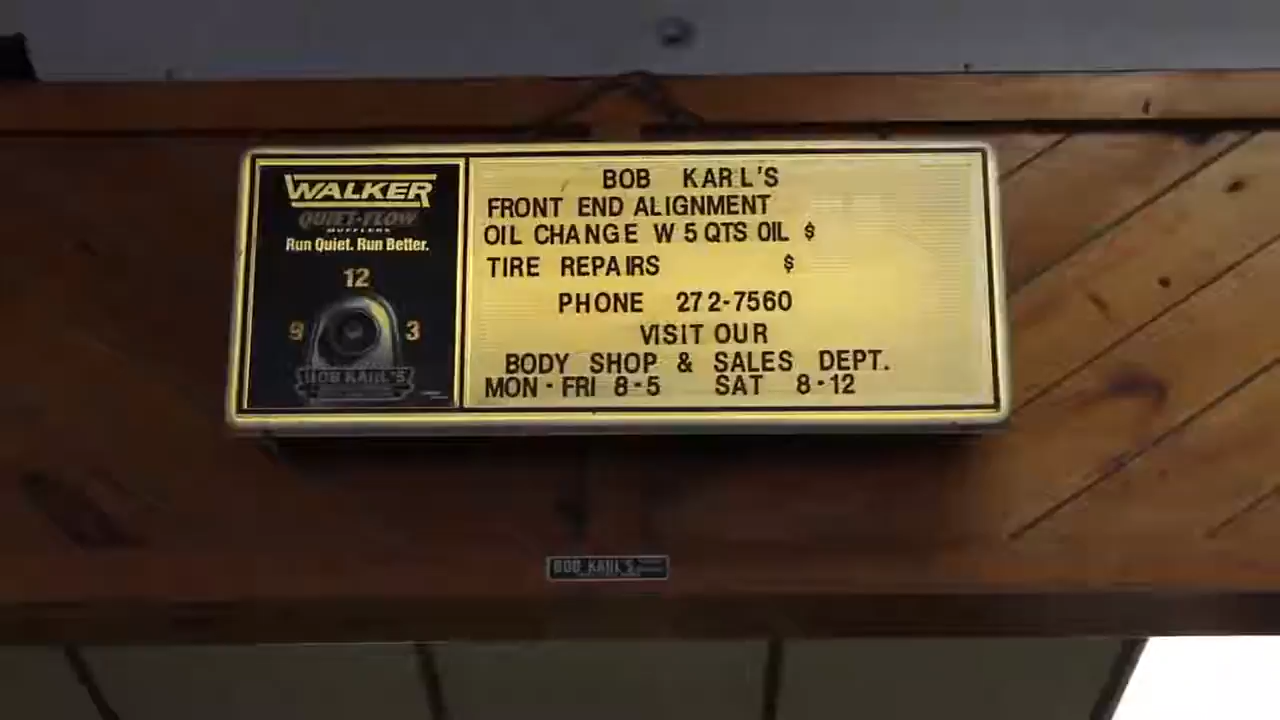 WALKER
QUIET-FLOW
MUFFLERS
Run Quiet. Run Better.
12
9 3
BOB KARL'S
BOB KARL'S
FRONT END ALIGNMENT
OIL CHANGE W 5 QTS OIL $
TIRE REPAIRS $
PHONE 272-7560
VISIT OUR
BODY SHOP & SALES DEPT.
MON - FRI 8-5 SAT 8-12
BOB KARL'S